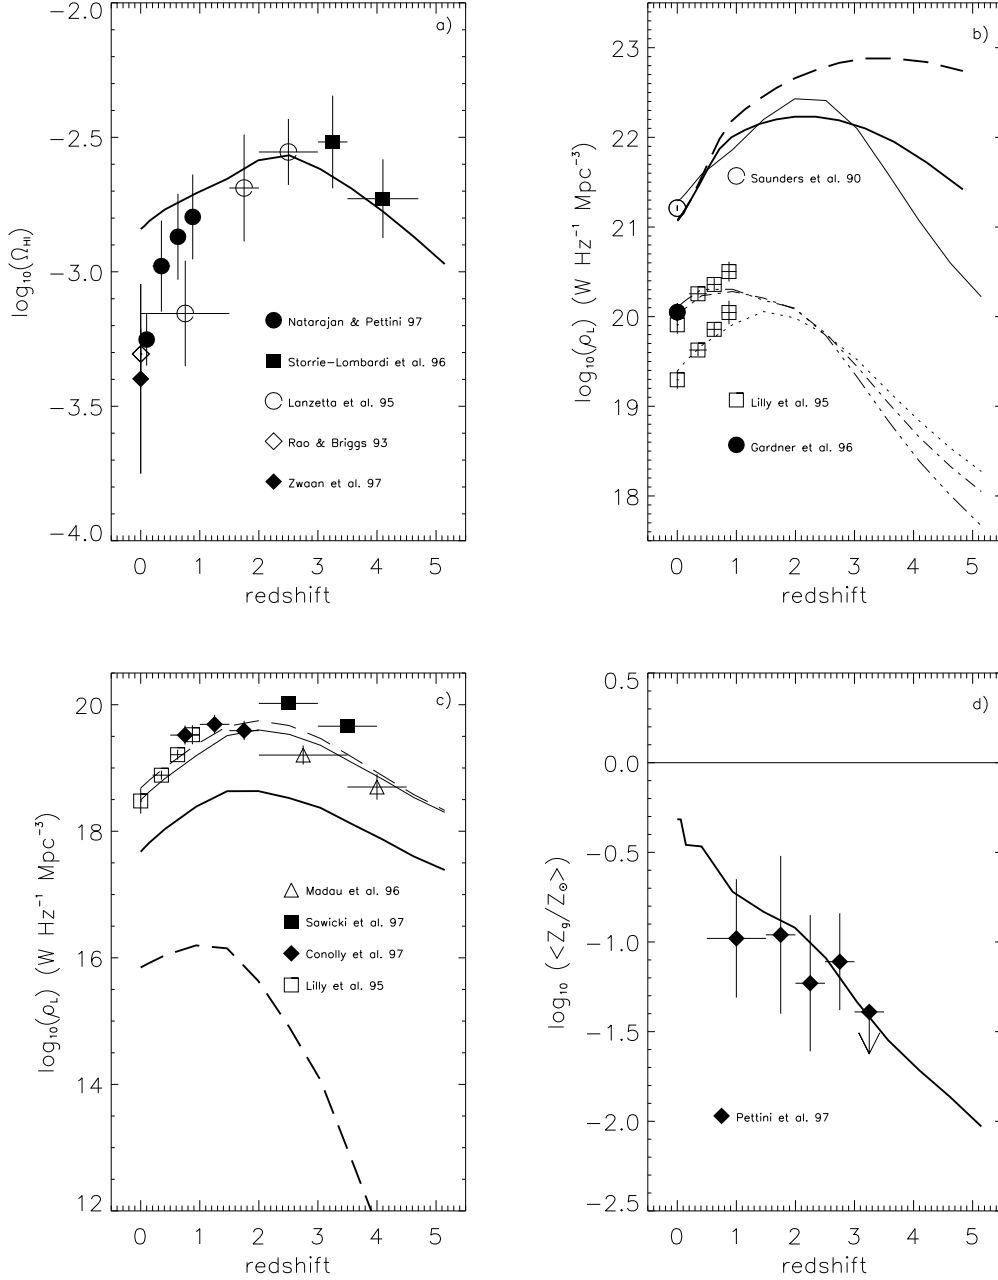 a)
−2.0
−2.5
−3.0
−3.5
−4.0
log₁₀(Ω_HI)
Natarajan & Pettini 97
Storrie−Lombardi et al. 96
Lanzetta et al. 95
Rao & Briggs 93
Zwaan et al. 97
0 1 2 3 4 5
redshift
b)
23
22
21
20
19
18
log₁₀(ρ_L) (W Hz⁻¹ Mpc⁻³)
Saunders et al. 90
Lilly et al. 95
Gardner et al. 96
0 1 2 3 4 5
redshift
c)
20
18
16
14
12
log₁₀(ρ_L) (W Hz⁻¹ Mpc⁻³)
Madau et al. 96
Sawicki et al. 97
Conolly et al. 97
Lilly et al. 95
0 1 2 3 4 5
redshift
d)
0.5
0.0
−0.5
−1.0
−1.5
−2.0
−2.5
log₁₀ (<Z_g/Z_⊙>)
Pettini et al. 97
0 1 2 3 4 5
redshift